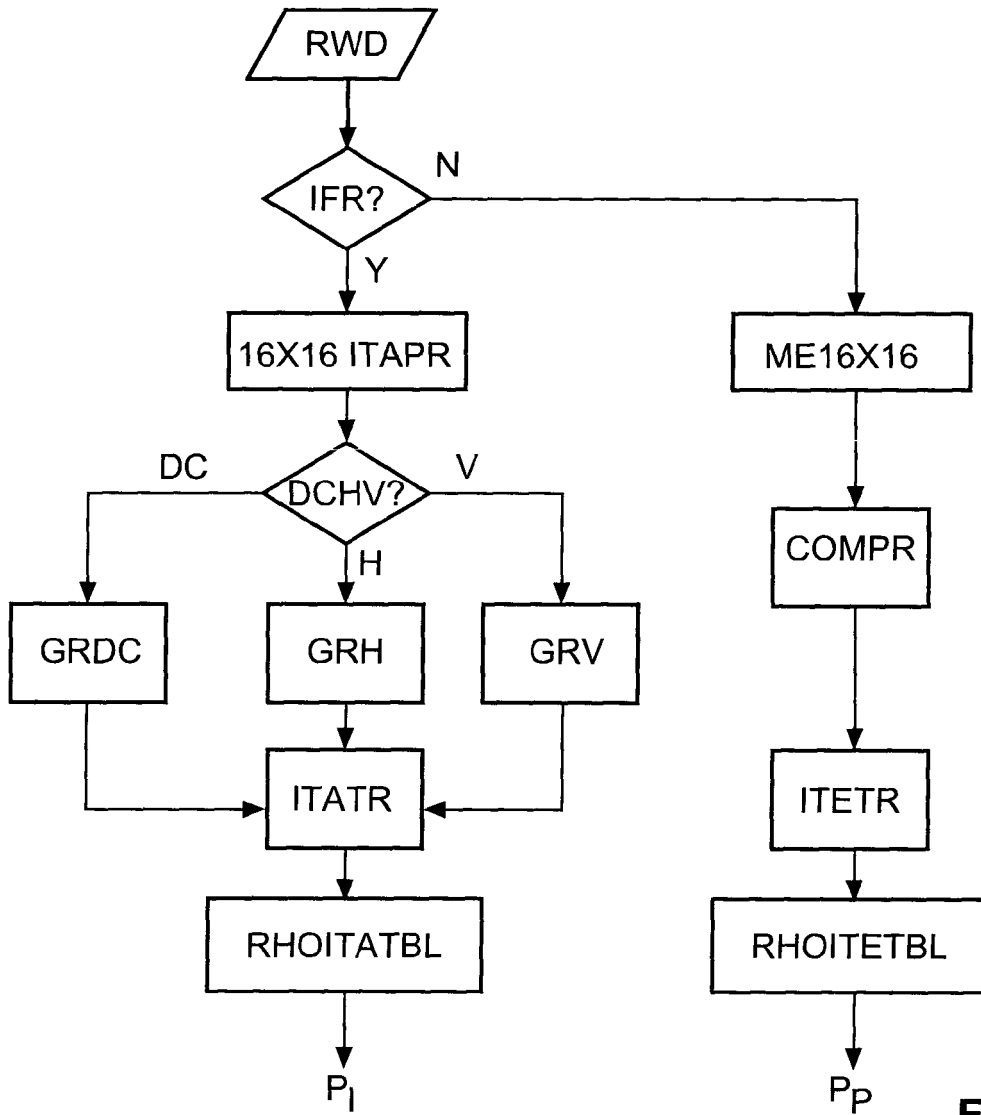 RWD
IFR?
N
Y
16X16 ITAPR
ME16X16
DC
DCHV?
V
H
COMPR
GRDC
GRH
GRV
ITATR
ITETR
RHOITATBL
RHOITETBL
PI
PP